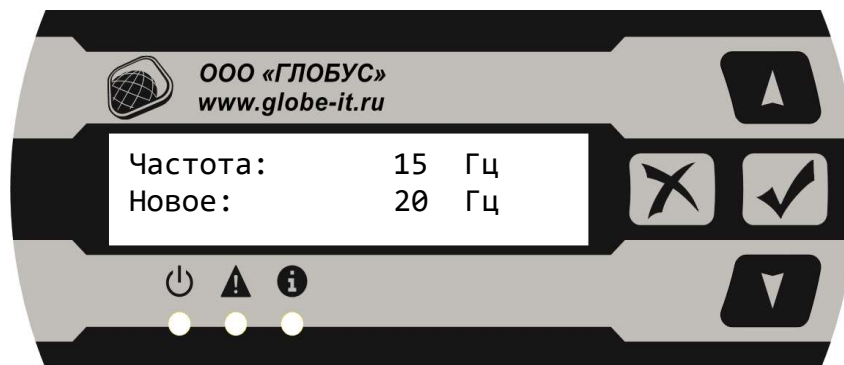 ООО «ГЛОБУС»
www.globe-it.ru
Частота: 15 Гц
Новое: 20 Гц